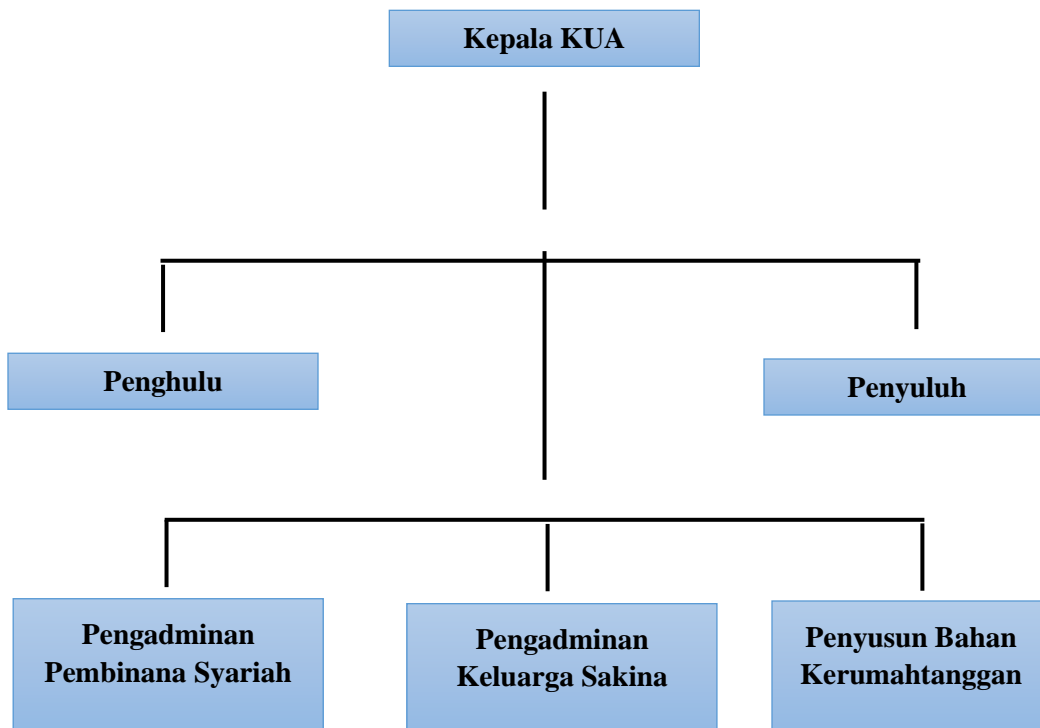 Kepala KUA
Penghulu
Penyuluh
Pengadminan
Pembinana Syariah
Pengadminan
Keluarga Sakina
Penyusun Bahan
Kerumahtanggan